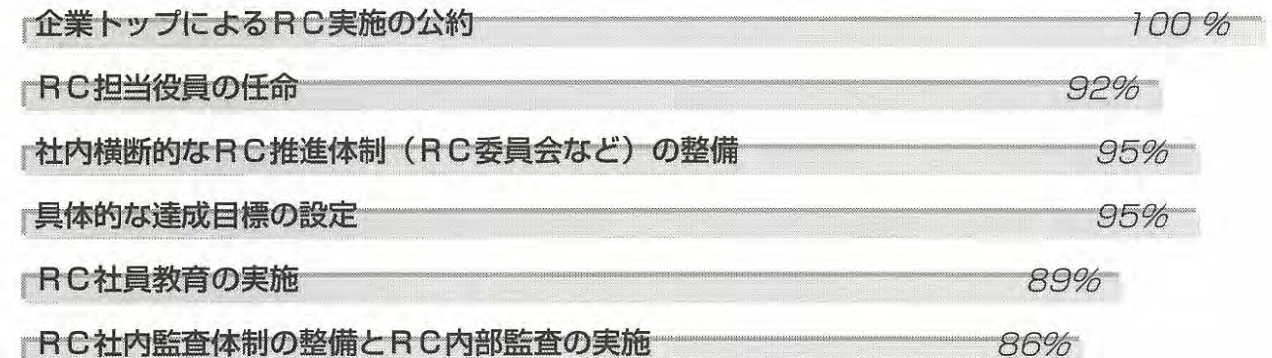 企業トップによるRC実施の公約 100%
RC担当役員の任命 92%
社内横断的なRC推進体制(RC委員会など)の整備 95%
具体的な達成目標の設定 95%
RC社員教育の実施 89%
RC社内監査体制の整備とRC内部監査の実施 86%